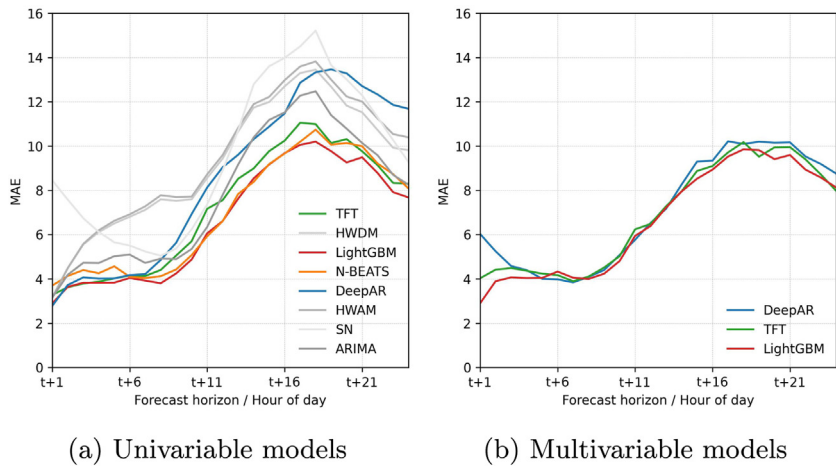 16
14
12
10
8
6
4
2
0
MAE
t+1
t+6
t+11
t+16
t+21
Forecast horizon / Hour of day
TFT
HWDM
LightGBM
N-BEATS
DeepAR
HWAM
SN
ARIMA
(a) Univariable models
16
14
12
10
8
6
4
2
0
MAE
t+1
t+6
t+11
t+16
t+21
Forecast horizon / Hour of day
DeepAR
TFT
LightGBM
(b) Multivariable models